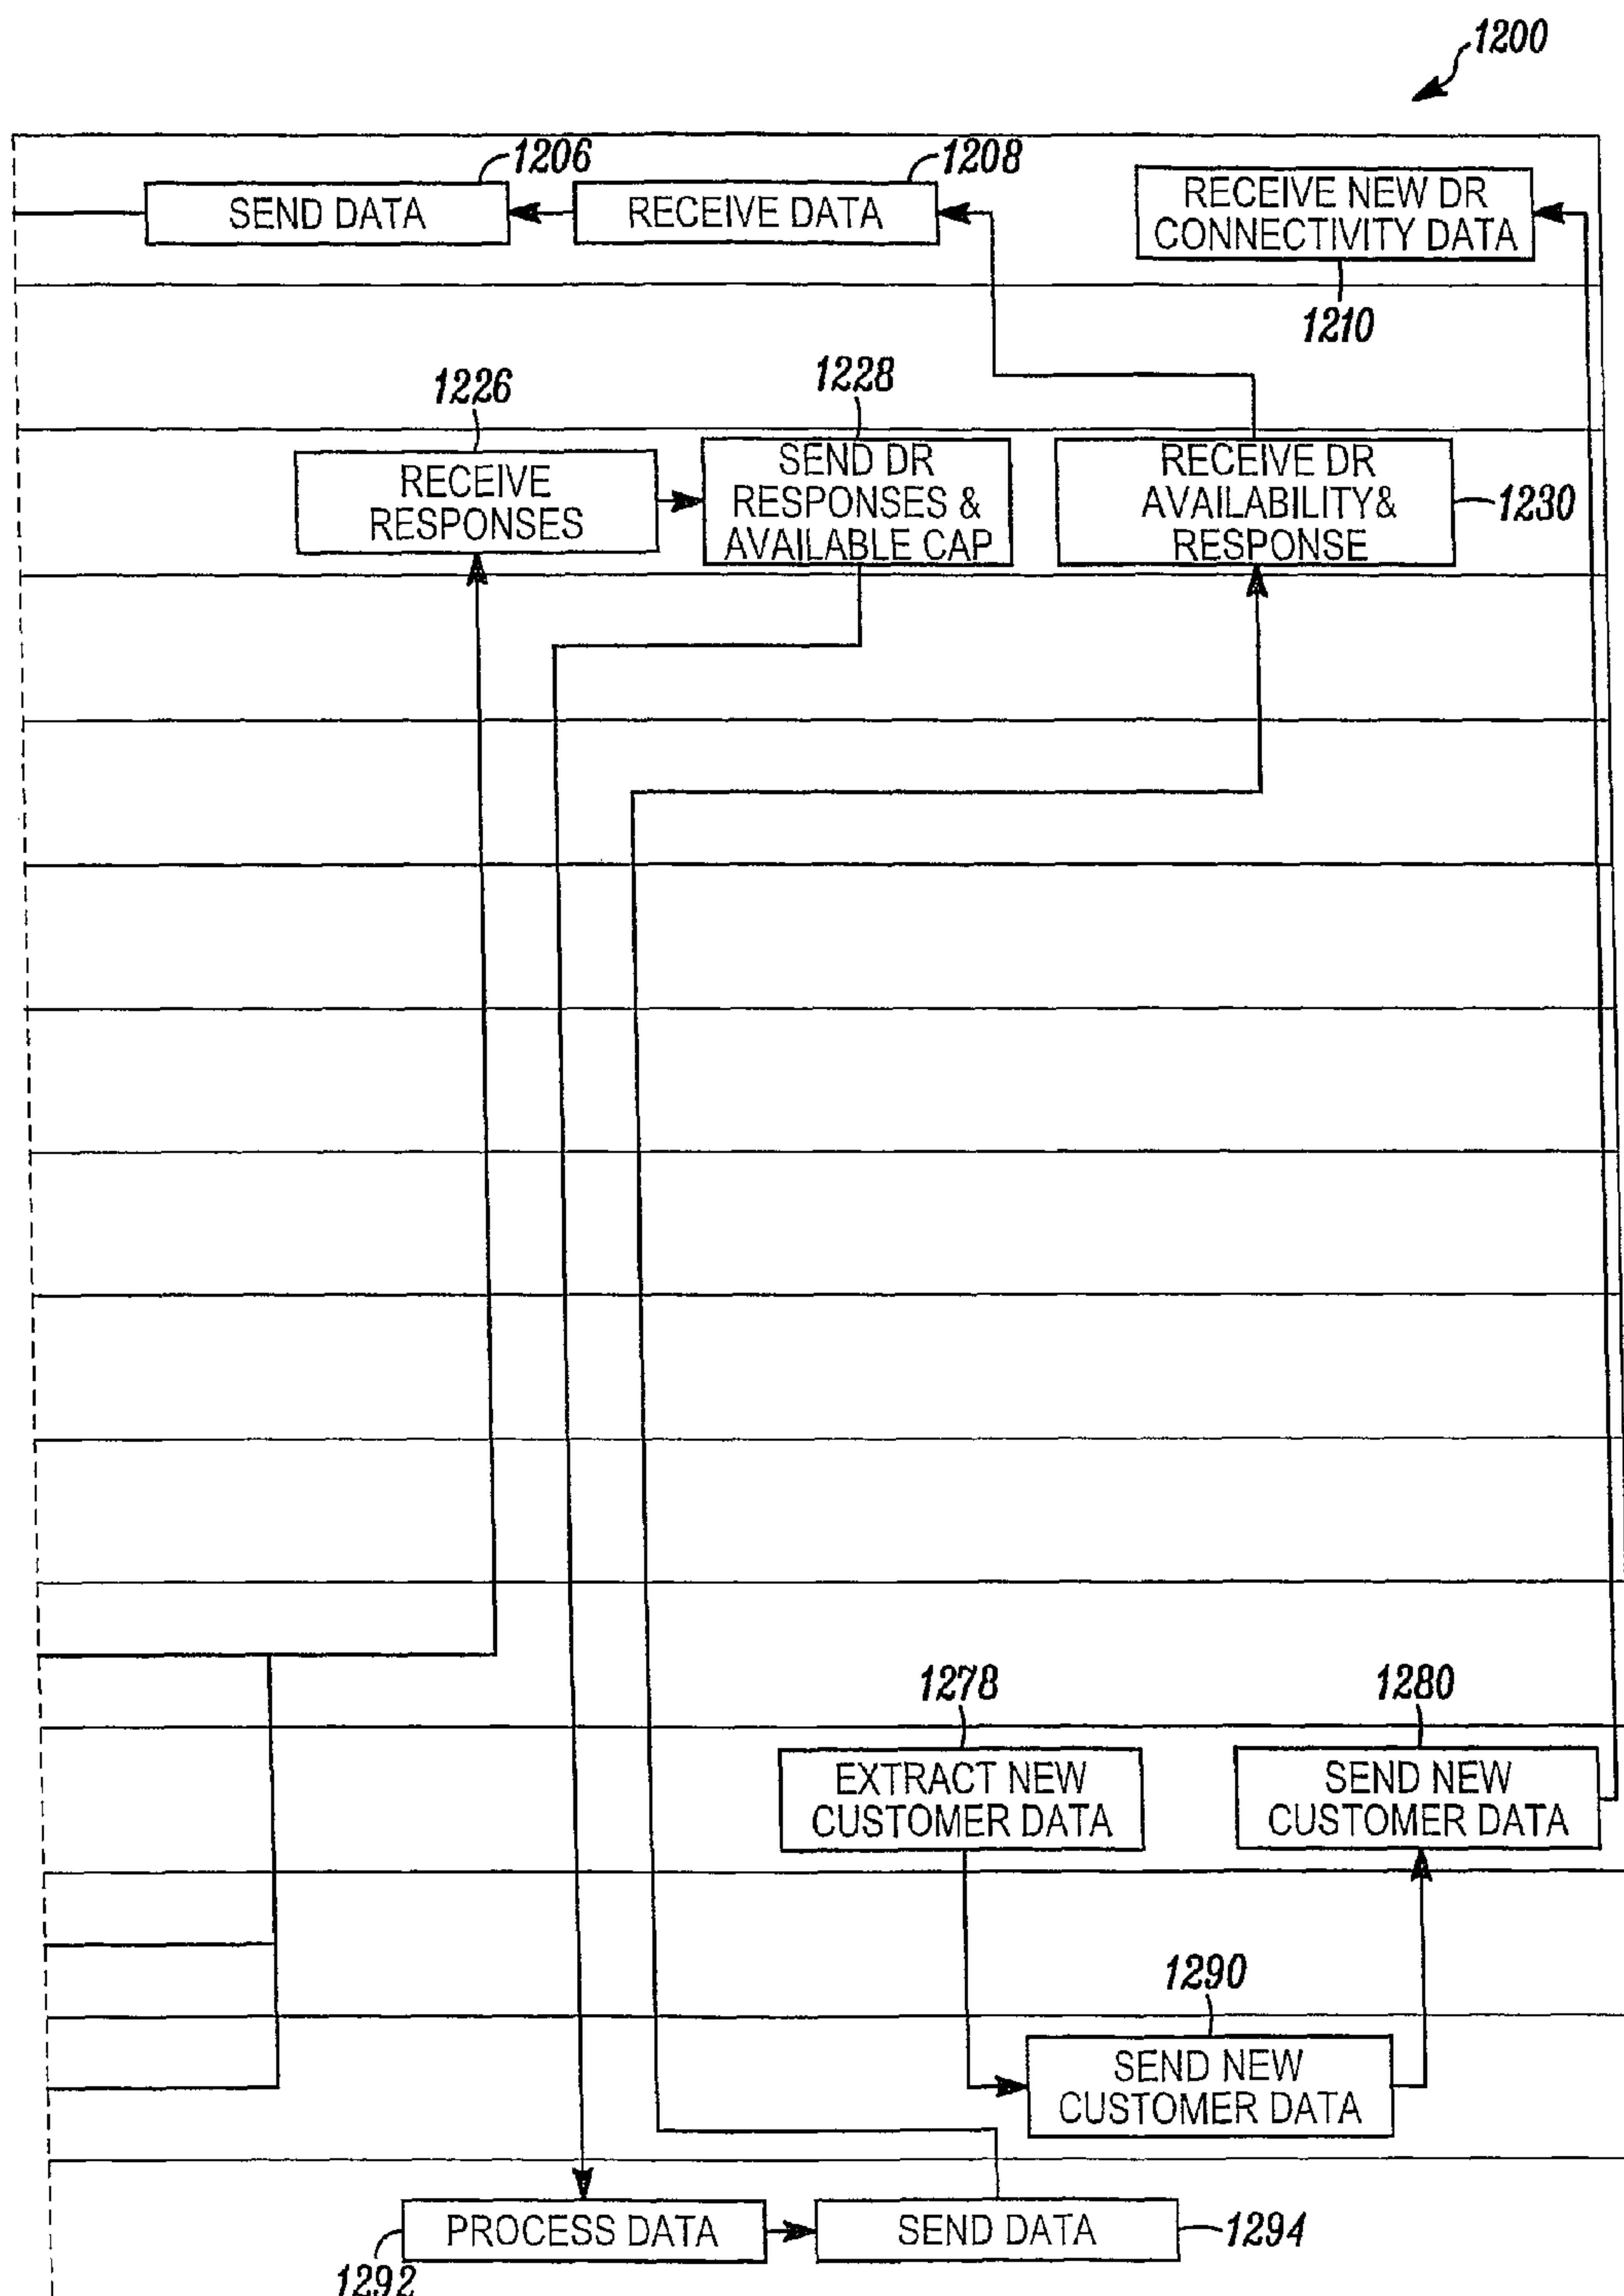 1200
1206
1208
SEND DATA
RECEIVE DATA
RECEIVE NEW DR
CONNECTIVITY DATA
1210
1226
1228
RECEIVE
RESPONSES
SEND DR
RESPONSES &
AVAILABLE CAP
RECEIVE DR
AVAILABILITY&
RESPONSE
1230
1278
1280
EXTRACT NEW
CUSTOMER DATA
SEND NEW
CUSTOMER DATA
1290
SEND NEW
CUSTOMER DATA
PROCESS DATA
SEND DATA
1294
1292